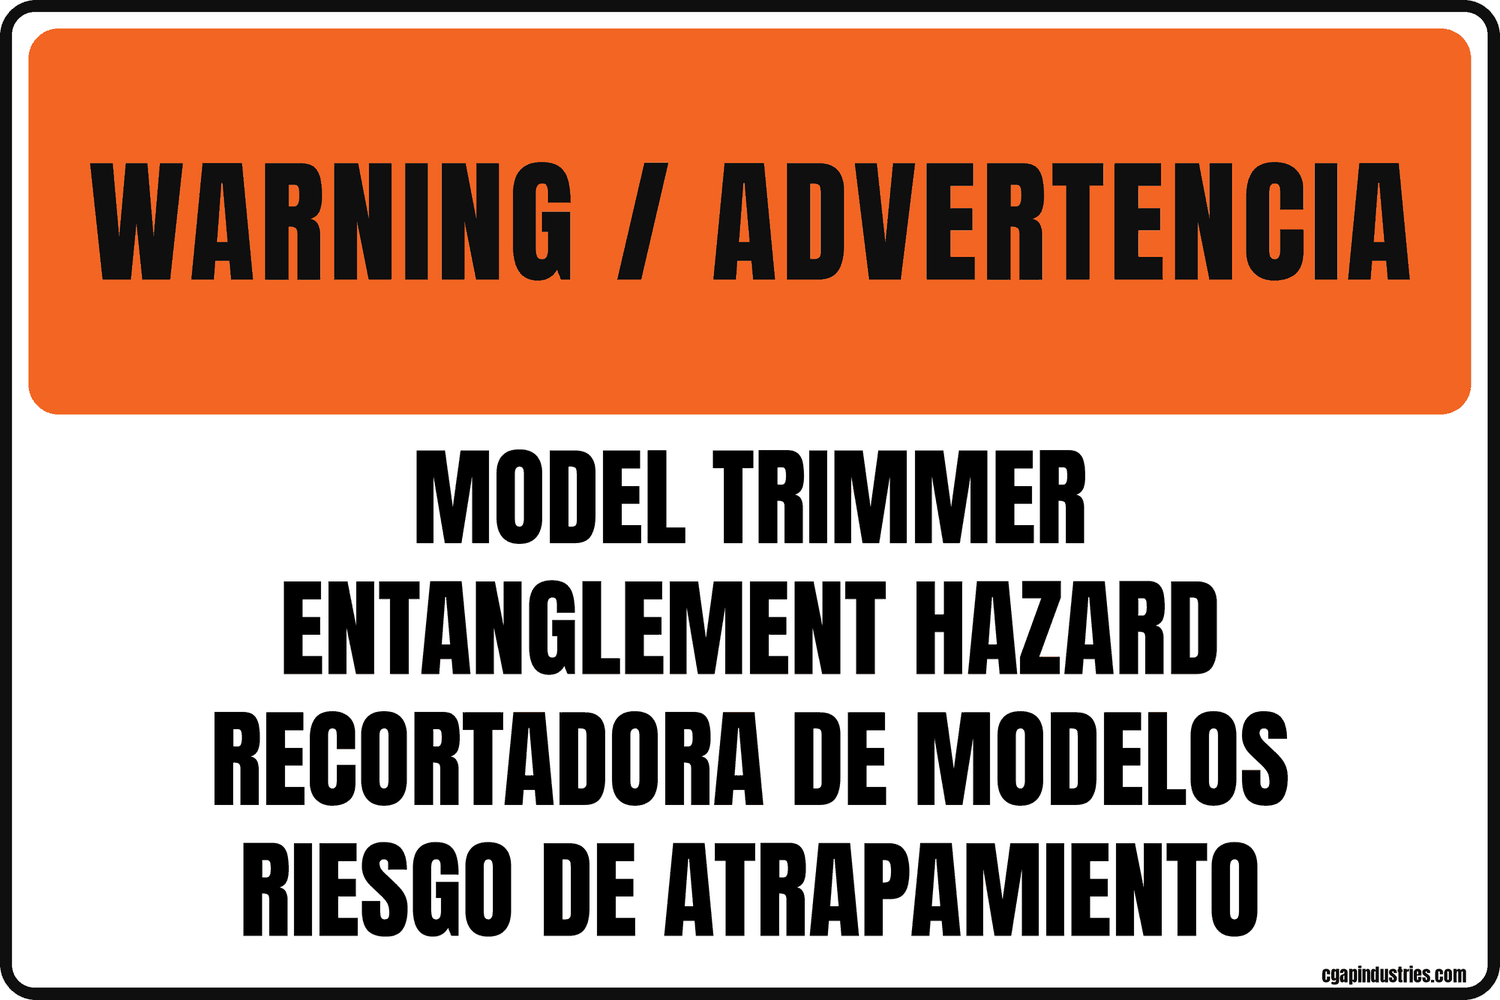 WARNING / ADVERTENCIA
MODEL TRIMMER
ENTANGLEMENT HAZARD
RECORTADORA DE MODELOS
RIESGO DE ATRAPAMIENTO
cgapindustries.com